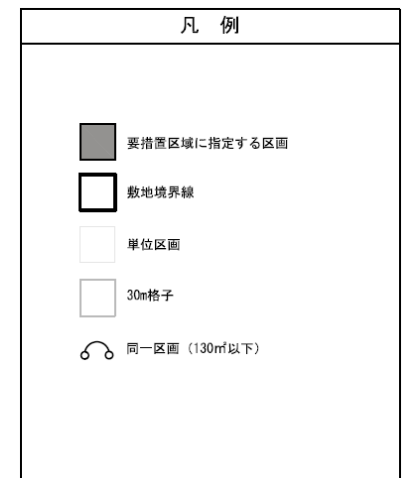 凡　例
要措置区域に指定する区画
敷地境界線
単位区画
30m格子
同一区画（130㎡以下）